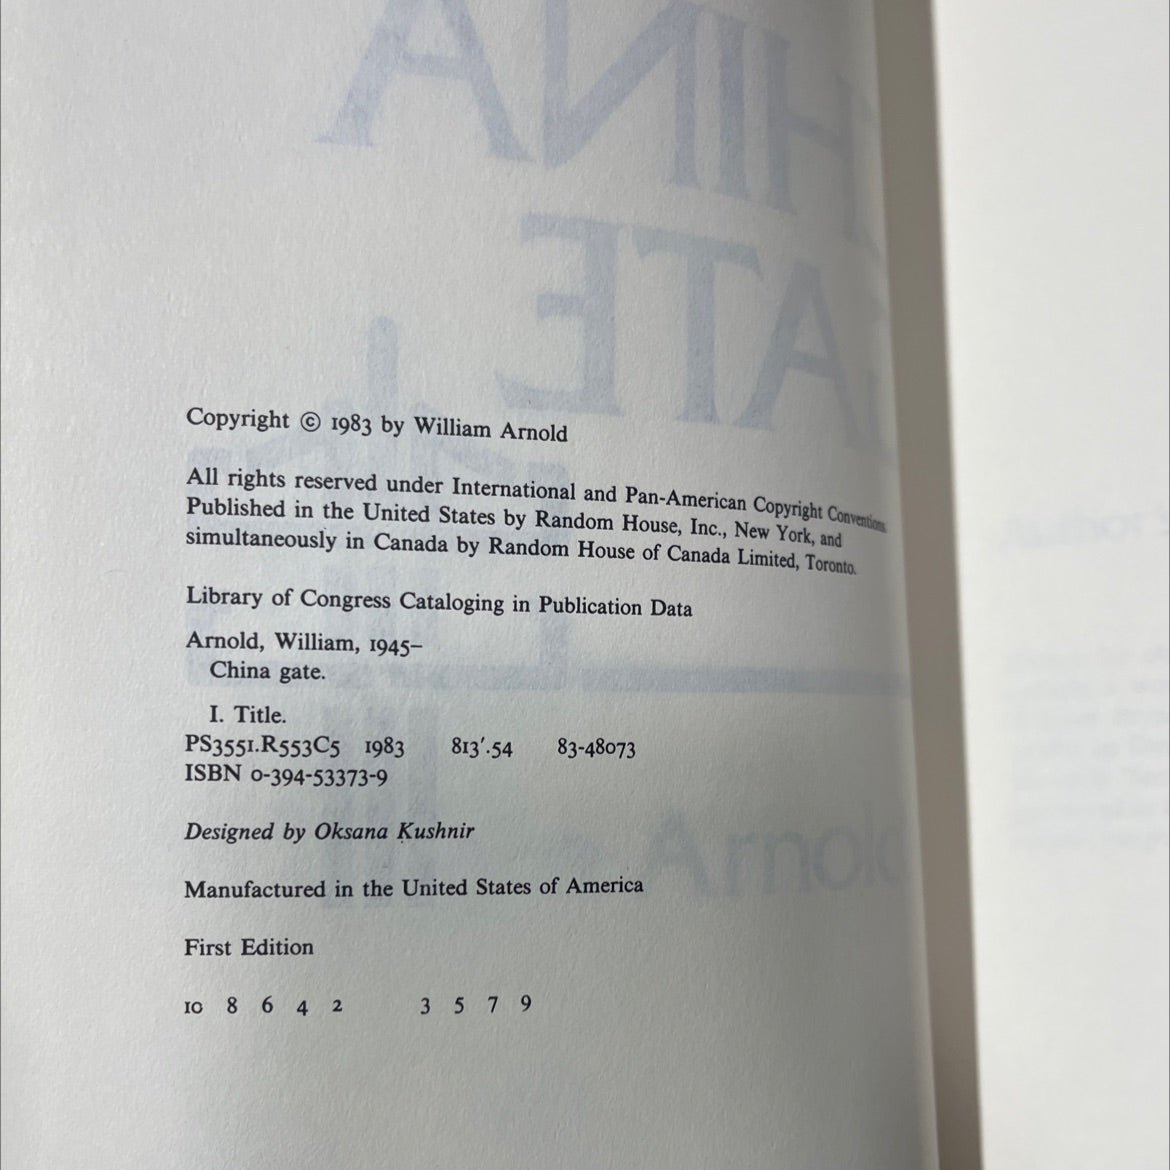 Copyright © 1983 by William Arnold
All rights reserved under International and Pan-American Copyright Conventions.
Published in the United States by Random House, Inc., New York, and
simultaneously in Canada by Random House of Canada Limited, Toronto.
Library of Congress Cataloging in Publication Data
Arnold, William, 1945–
China gate.
I. Title.
PS3551.R553C5 1983 813′.54 83-48073
ISBN 0-394-53373-9
Designed by Oksana Kushnir
Manufactured in the United States of America
First Edition
10 8 6 4 2 3 5 7 9